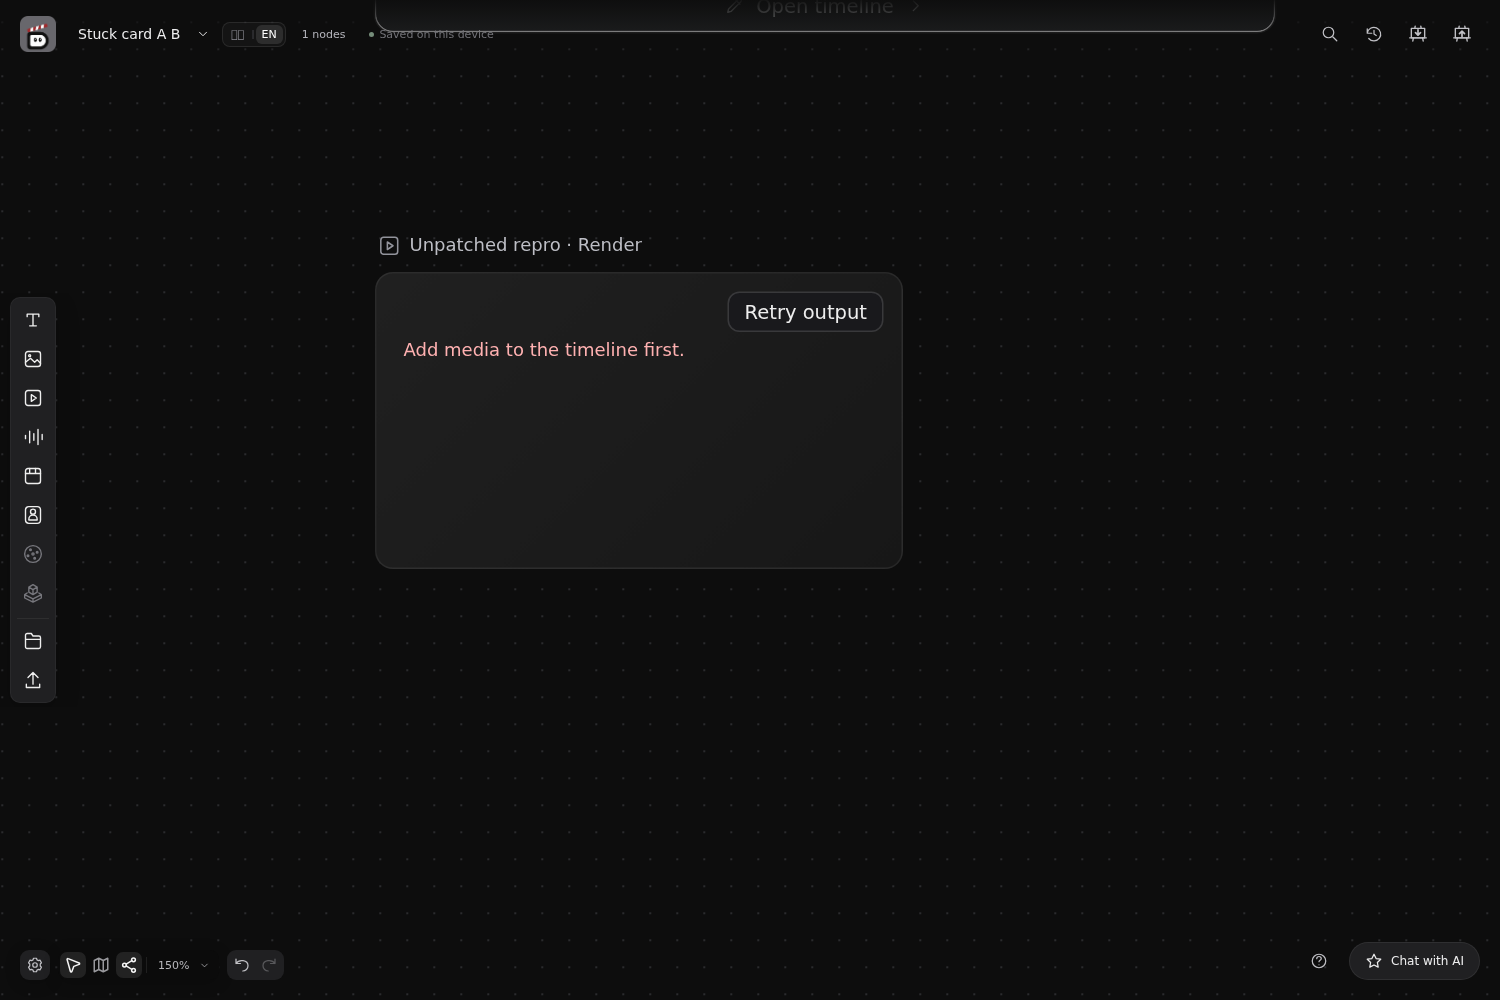 Open timeline
Stuck card A B
EN
1 nodes
Saved on this device
Unpatched repro · Render
Retry output
Add media to the timeline first.
150%
Chat with AI